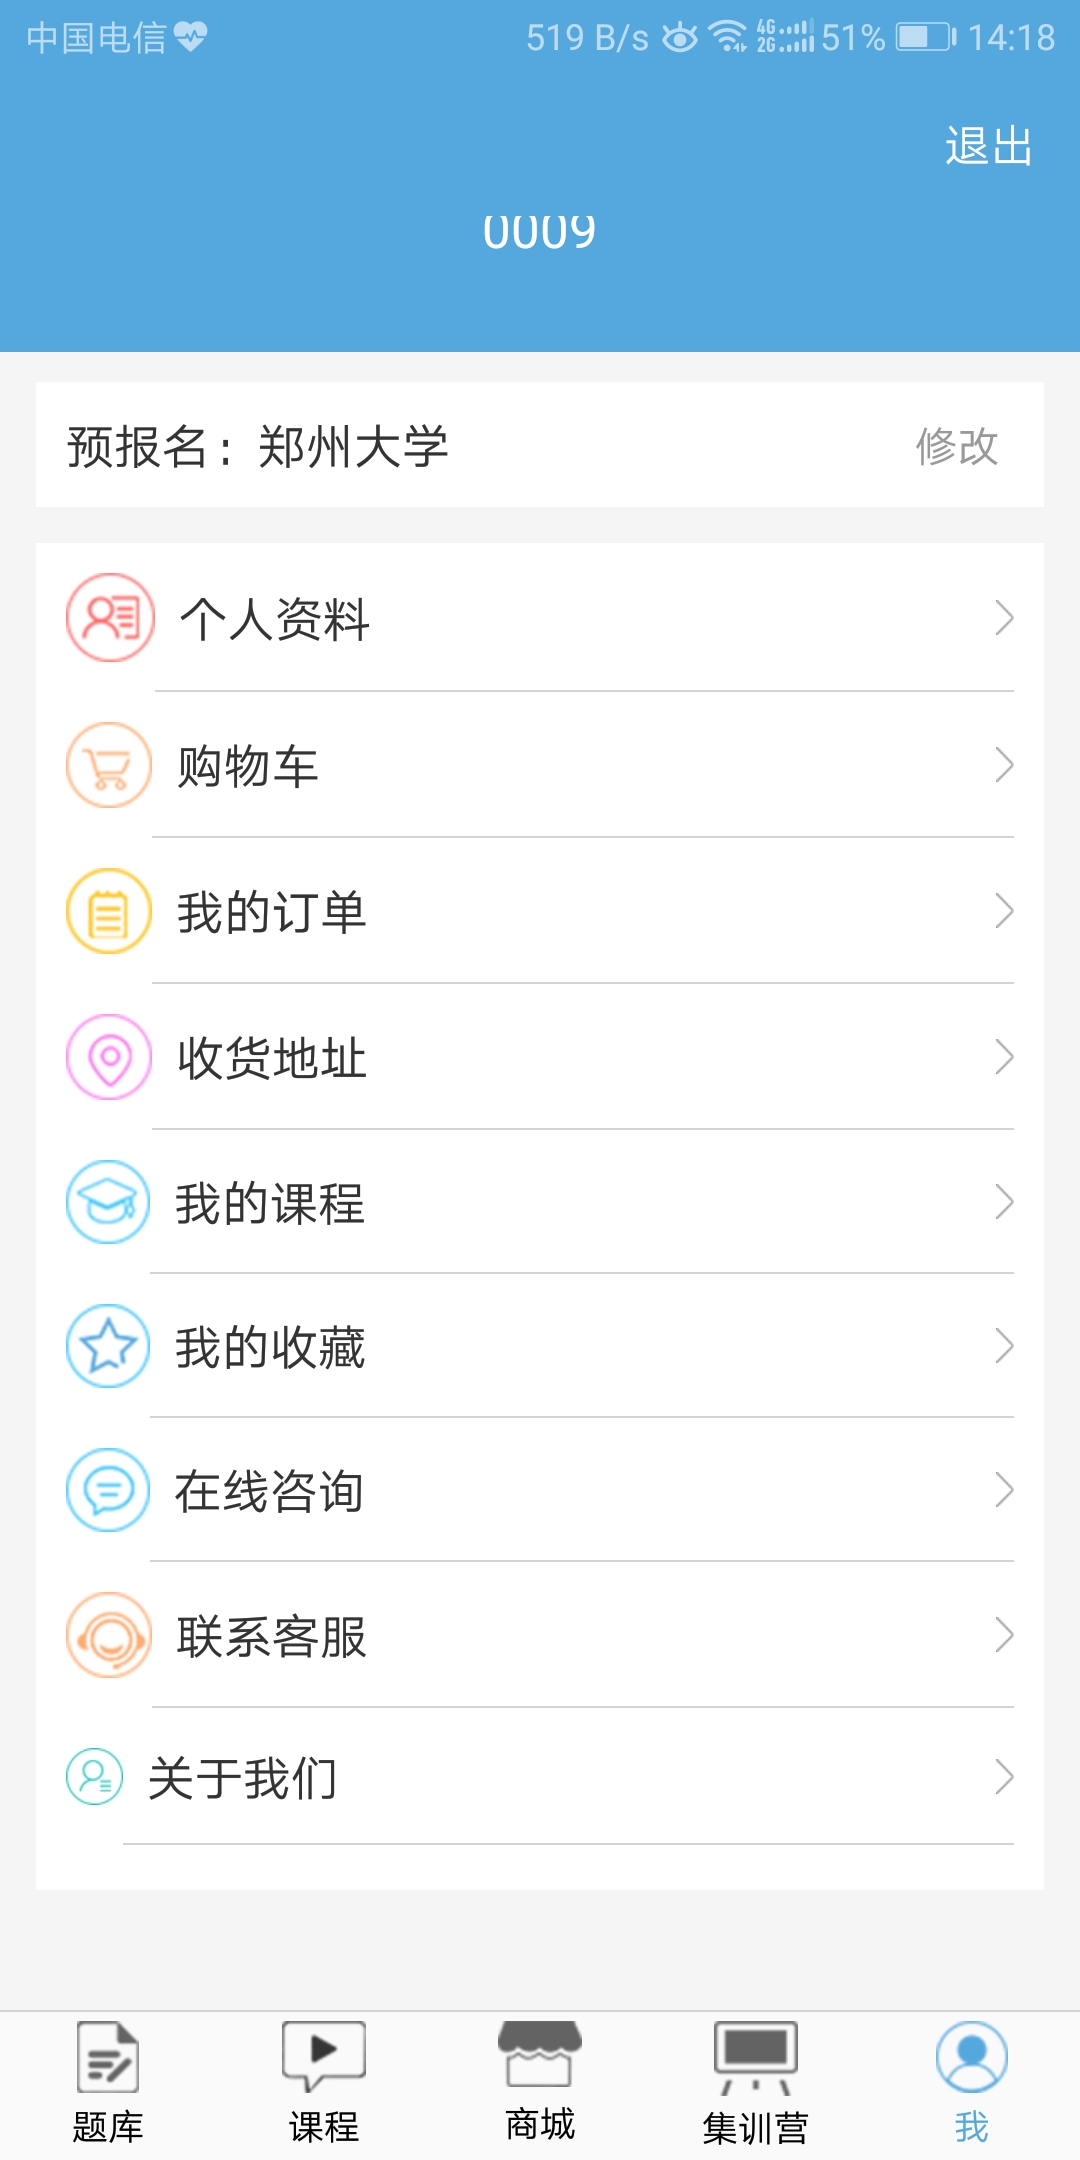 中国电信 519 B/s 4G 2G 51% 14:18
退出
0009
预报名：郑州大学 修改
个人资料
购物车
我的订单
收货地址
我的课程
我的收藏
在线咨询
联系客服
关于我们
题库 课程 商城 集训营 我